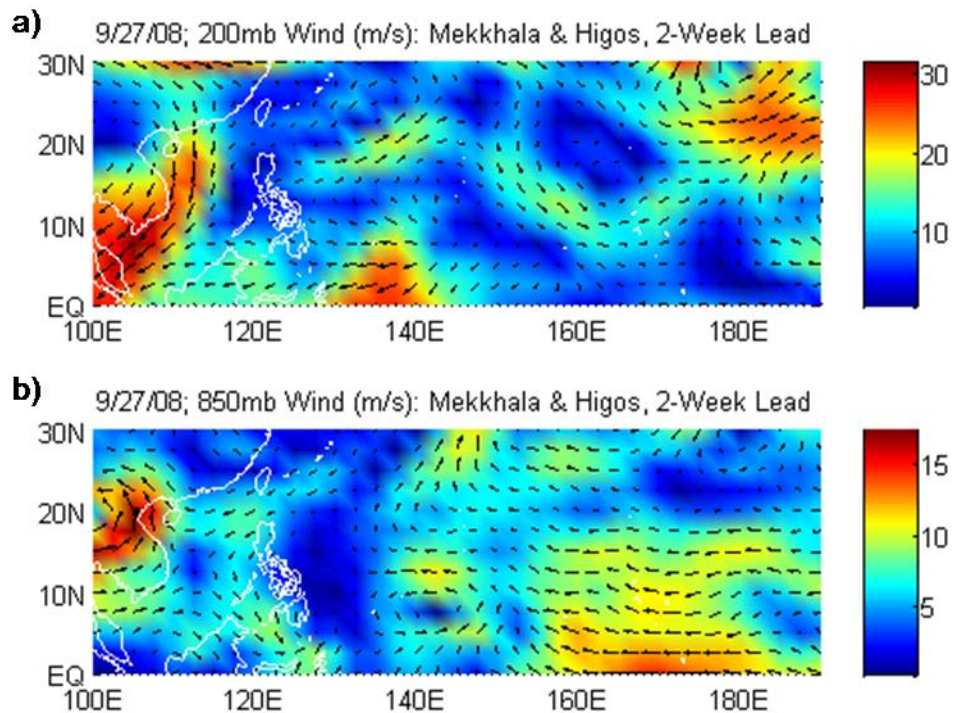 a)
9/27/08; 200mb Wind (m/s): Mekkhala & Higos, 2-Week Lead
30N
20N
10N
EQ
100E 120E 140E 160E 180E
30
20
10
b)
9/27/08; 850mb Wind (m/s): Mekkhala & Higos, 2-Week Lead
30N
20N
10N
EQ
100E 120E 140E 160E 180E
15
10
5